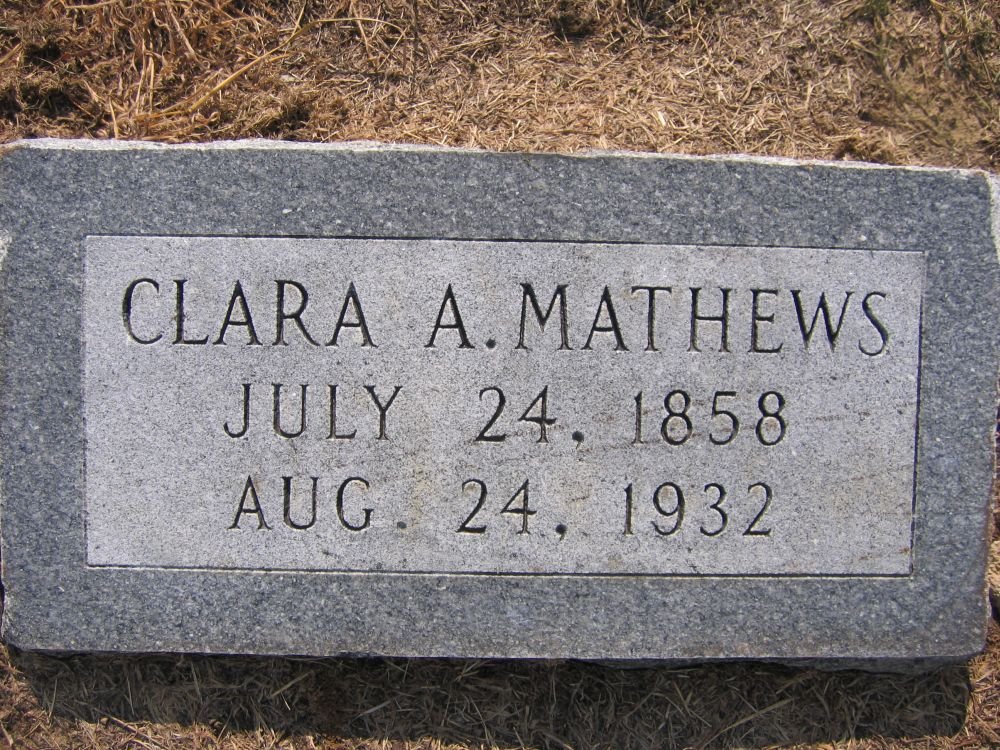 CLARA A. MATHEWS
JULY 24, 1858
AUG. 24, 1932